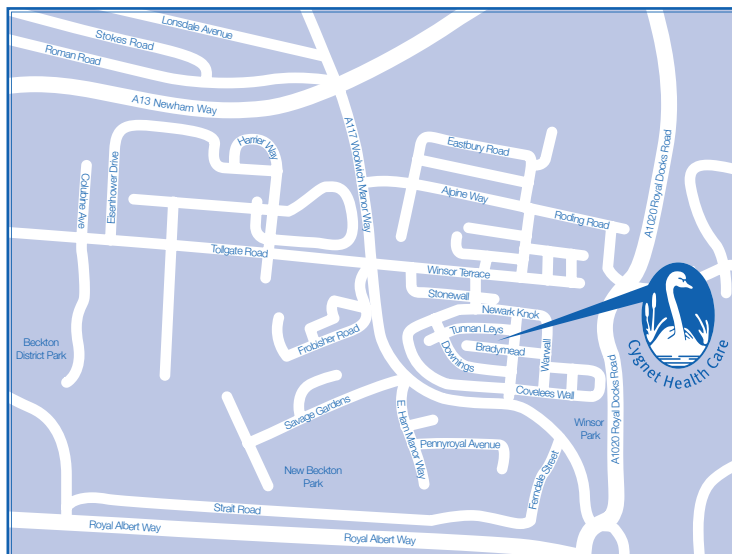 Lonsdale Avenue
Stokes Road
Roman Road
A13 Newham Way
A117 Woolwich Manor Way
Harrier Way
Eisenhower Drive
Colubine Ave
Tollgate Road
Eastbury Road
Alpine Way
Roding Road
A1020 Royal Docks Road
Winsor Terrace
Stonewall
Newark Knok
Tunnan Leys
Bradymead
Downings
Warwall
Covelees Wall
Cygnet Health Care
Beckton
District Park
Frobisher Road
Savage Gardens
E. Ham Manor Way
Pennyroyal Avenue
Ferndale Street
Winsor
Park
A1020 Royal Docks Road
New Beckton
Park
Strait Road
Royal Albert Way
Royal Albert Way